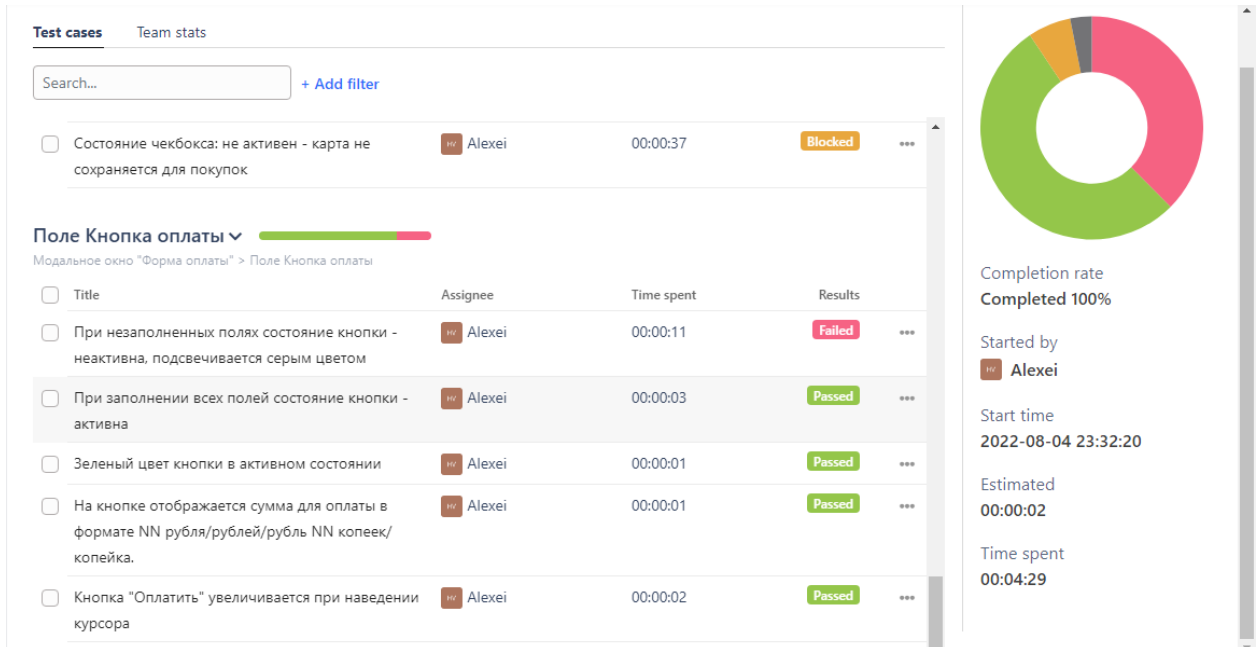 Test cases Team stats
Search... + Add filter
Состояние чекбокса: не активен - карта не Alexei 00:00:37 Blocked
сохраняется для покупок
Поле Кнопка оплаты
Модальное окно "Форма оплаты" > Поле Кнопка оплаты
Title Assignee Time spent Results
При незаполненных полях состояние кнопки - Alexei 00:00:11 Failed
неактивна, подсвечивается серым цветом
При заполнении всех полей состояние кнопки - Alexei 00:00:03 Passed
активна
Зеленый цвет кнопки в активном состоянии Alexei 00:00:01 Passed
На кнопке отображается сумма для оплаты в Alexei 00:00:01 Passed
формате NN рубля/рублей/рубль NN копеек/
копейка.
Кнопка "Оплатить" увеличивается при наведении Alexei 00:00:02 Passed
курсора
Completion rate
Completed 100%
Started by
Alexei
Start time
2022-08-04 23:32:20
Estimated
00:00:02
Time spent
00:04:29